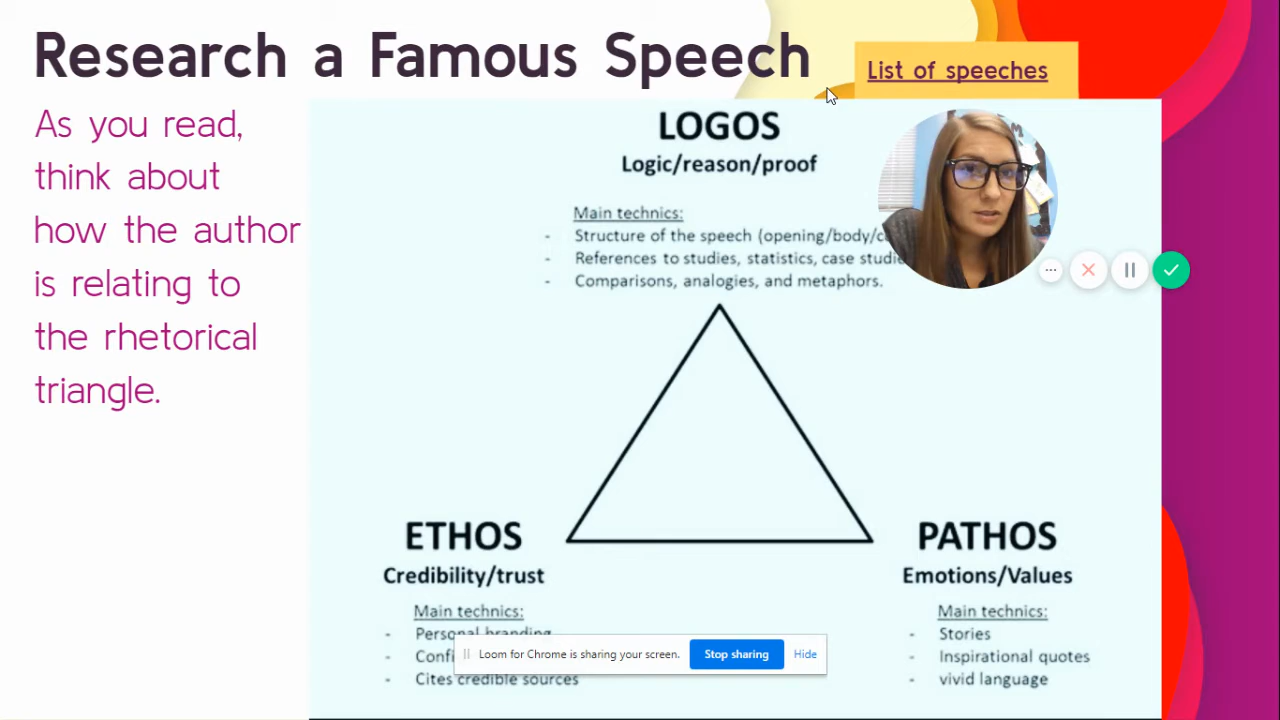 Research a Famous Speech
List of speeches
As you read,
think about
how the author
is relating to
the rhetorical
triangle.
LOGOS
Logic/reason/proof
Main technics:
- Structure of the speech (opening/body/
- References to studies, statistics, case
- Comparisons, analogies, and metaphors.
ETHOS
Credibility/trust
Main technics:
- Personal branding
-
- Cites credible sources
PATHOS
Emotions/Values
Main technics:
- Stories
- Inspirational quotes
- vivid language
Loom for Chrome is sharing your screen.
Stop sharing
Hide